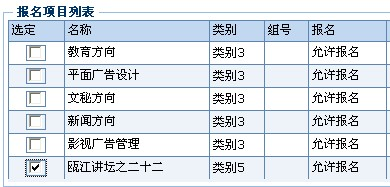 报名项目列表
选定 名称 类别 组号 报名
教育方向 类别3 允许报名
平面广告设计 类别3 允许报名
文秘方向 类别3 允许报名
新闻方向 类别3 允许报名
影视广告管理 类别3 允许报名
瓯江讲坛之二十二 类别5 允许报名